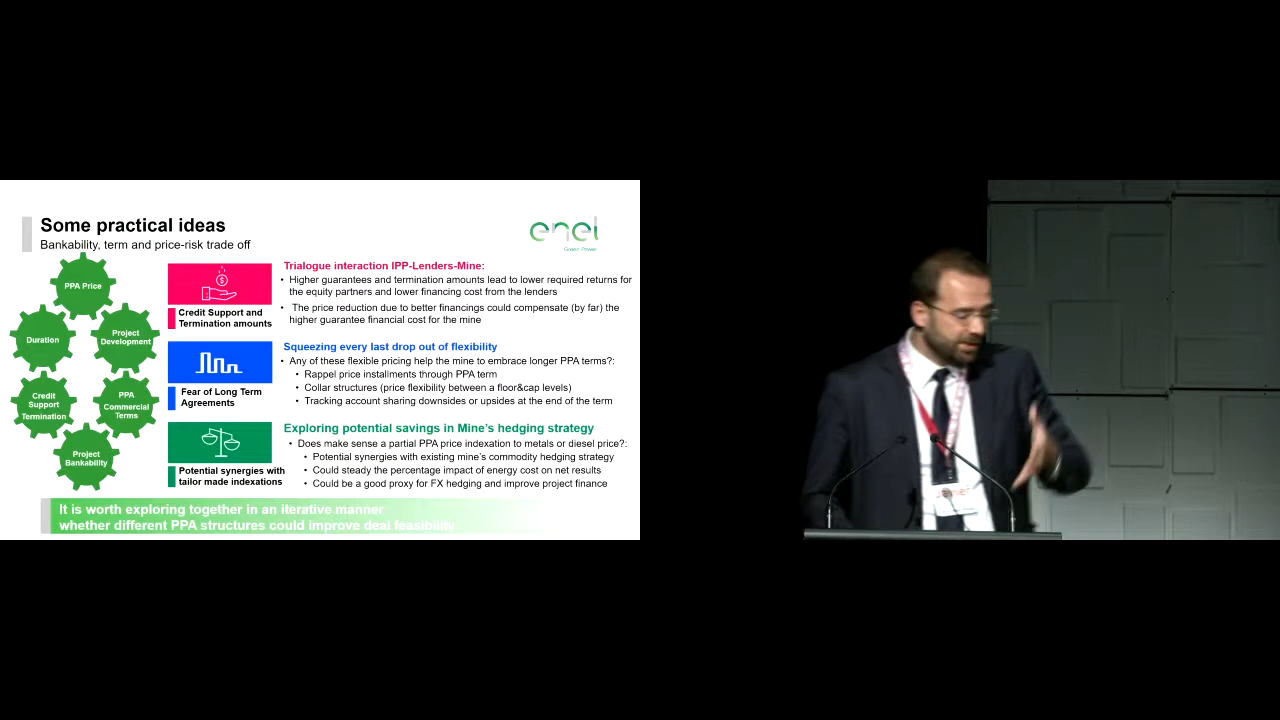 Some practical ideas
Bankability, term and price-risk trade off
enel
Green Power
PPA Price
Duration
Project
Development
Credit
Support
Termination
PPA
Commercial
Terms
Project
Bankability
Credit Support and
Termination amounts
Trialogue interaction IPP-Lenders-Mine:
• Higher guarantees and termination amounts lead to lower required returns for
the equity partners and lower financing cost from the lenders
• The price reduction due to better financings could compensate (by far) the
higher guarantee financial cost for the mine
Fear of Long Term
Agreements
Squeezing every last drop out of flexibility
• Any of these flexible pricing help the mine to embrace longer PPA terms?:
• Rappel price installments through PPA term
• Collar structures (price flexibility between a floor&cap levels)
• Tracking account sharing downsides or upsides at the end of the term
Potential synergies with
tailor made indexations
Exploring potential savings in Mine's hedging strategy
• Does make sense a partial PPA price indexation to metals or diesel price?:
• Potential synergies with existing mine's commodity hedging strategy
• Could steady the percentage impact of energy cost on net results
• Could be a good proxy for FX hedging and improve project finance
It is worth exploring together in an iterative manner
whether different PPA structures could improve deal feasibility